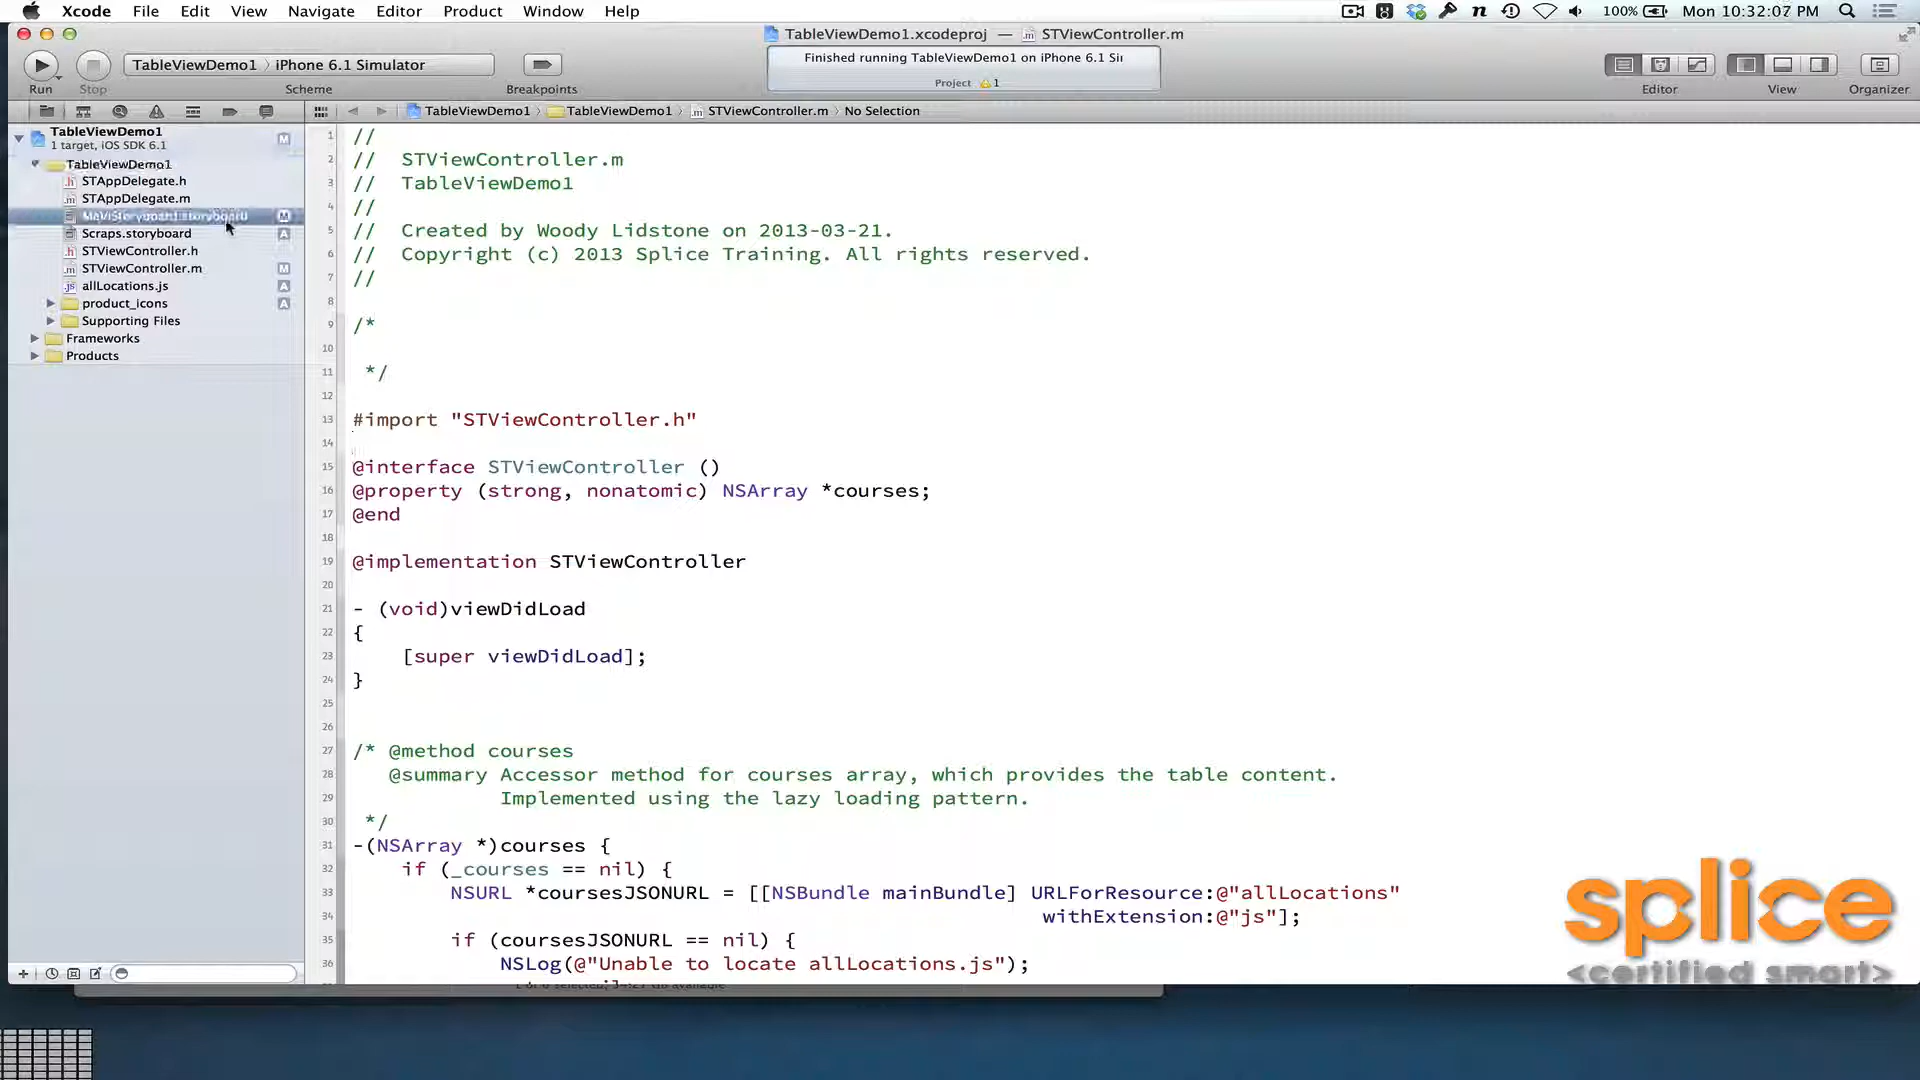 Xcode File Edit View Navigate Editor Product Window Help
100% Mon 10:32:07 PM
TableViewDemo1.xcodeproj — STViewController.m
TableViewDemo1 iPhone 6.1 Simulator
Finished running TableViewDemo1 on iPhone 6.1 Sir
Project 1
Run Stop Scheme Breakpoints Editor View Organizer
TableViewDemo1 TableViewDemo1 STViewController.m No Selection
TableViewDemo1 M
1 target, iOS SDK 6.1
TableViewDemo1
STAppDelegate.h
STAppDelegate.m
M
Scraps.storyboard A
STViewController.h
STViewController.m M
allLocations.js A
product_icons A
Supporting Files
Frameworks
Products
1 //
2 // STViewController.m
3 // TableViewDemo1
4 //
5 // Created by Woody Lidstone on 2013-03-21.
6 // Copyright (c) 2013 Splice Training. All rights reserved.
7 //
8
9 /*
10
11 */
12
13 #import "STViewController.h"
14
15 @interface STViewController ()
16 @property (strong, nonatomic) NSArray *courses;
17 @end
18
19 @implementation STViewController
20
21 - (void)viewDidLoad
22 {
23 [super viewDidLoad];
24 }
25
26
27 /* @method courses
28 @summary Accessor method for courses array, which provides the table content.
29 Implemented using the lazy loading pattern.
30 */
31 -(NSArray *)courses {
32 if (_courses == nil) {
33 NSURL *coursesJSONURL = [[NSBundle mainBundle] URLForResource:@"allLocations"
34 withExtension:@"js"];
35 if (coursesJSONURL == nil) {
36 NSLog(@"Unable to locate allLocations.js");
splice
<certified smart>